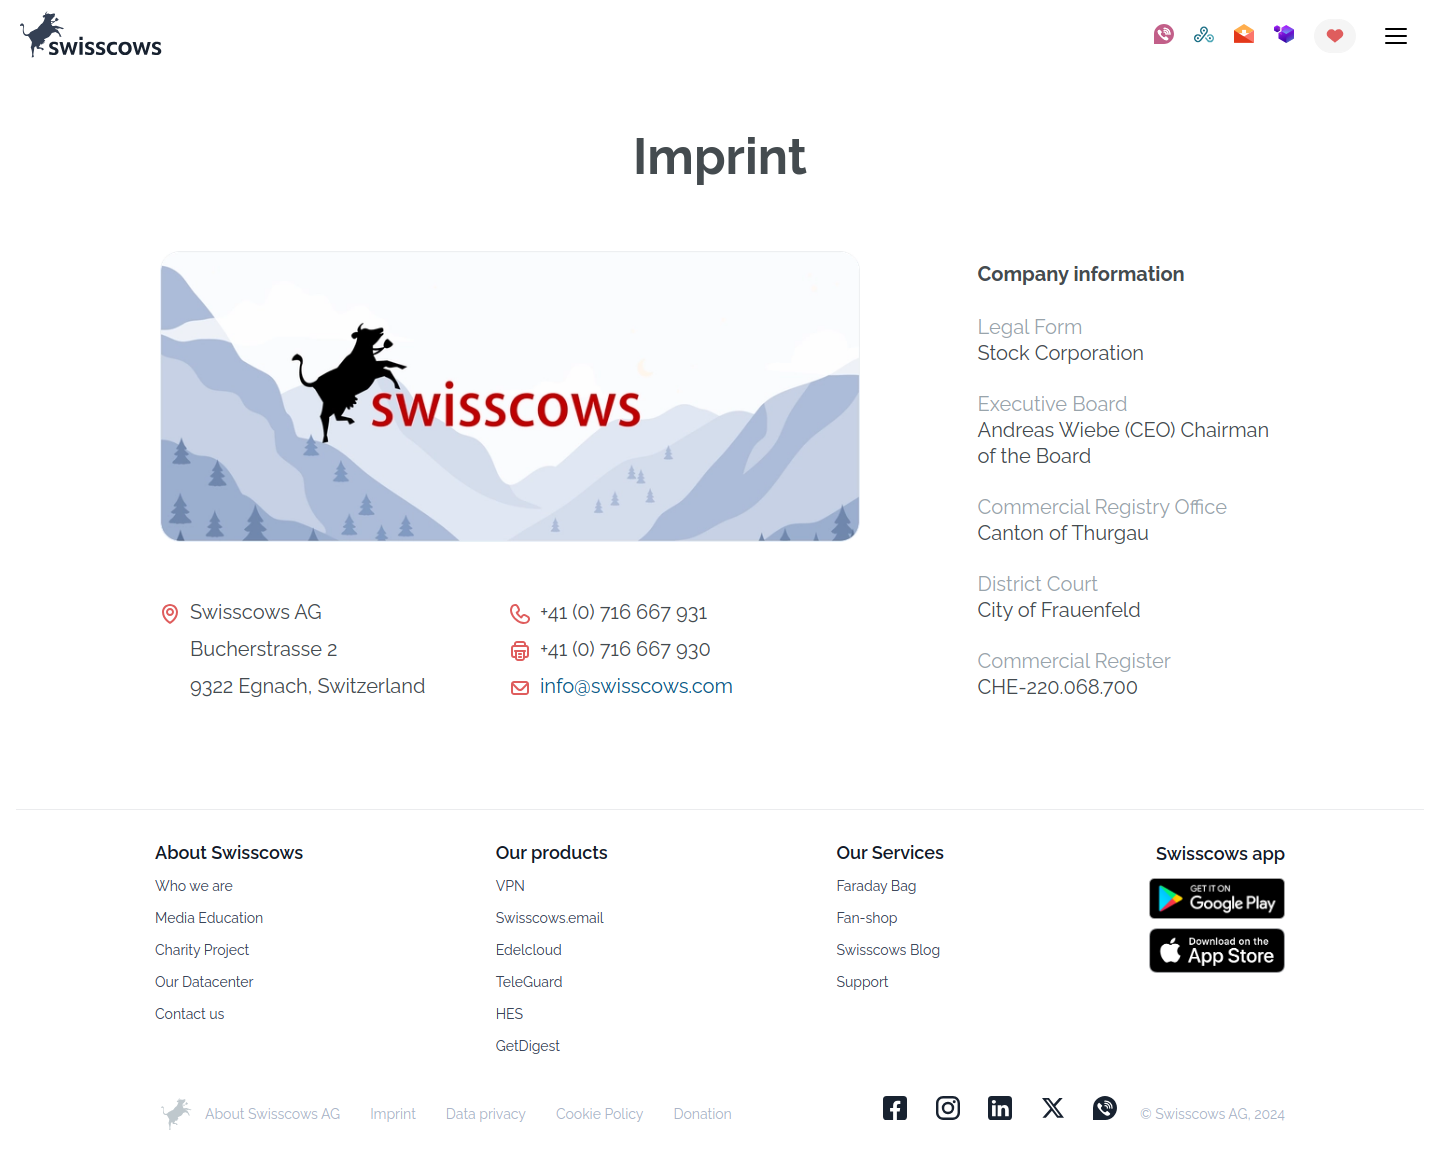 swisscows
Imprint
swisscows
Swisscows AG
Bucherstrasse 2
9322 Egnach, Switzerland
+41 (0) 716 667 931
+41 (0) 716 667 930
info@swisscows.com
Company information
Legal Form
Stock Corporation
Executive Board
Andreas Wiebe (CEO) Chairman
of the Board
Commercial Registry Office
Canton of Thurgau
District Court
City of Frauenfeld
Commercial Register
CHE-220.068.700
About Swisscows
Who we are
Media Education
Charity Project
Our Datacenter
Contact us
Our products
VPN
Swisscows.email
Edelcloud
TeleGuard
HES
GetDigest
Our Services
Faraday Bag
Fan-shop
Swisscows Blog
Support
Swisscows app
GET IT ON
Google Play
Download on the
App Store
About Swisscows AG
Imprint
Data privacy
Cookie Policy
Donation
© Swisscows AG, 2024